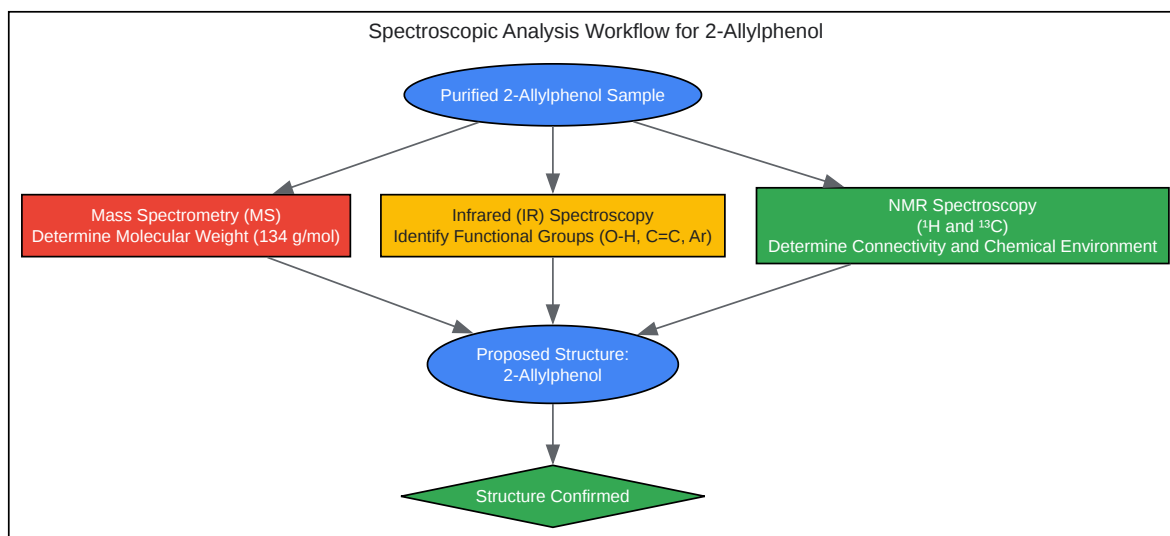 Spectroscopic Analysis Workflow for 2-Allylphenol
Purified 2-Allylphenol Sample
Mass Spectrometry (MS)
Determine Molecular Weight (134 g/mol)
Infrared (IR) Spectroscopy
Identify Functional Groups (O-H, C=C, Ar)
NMR Spectroscopy
(¹H and ¹³C)
Determine Connectivity and Chemical Environment
Proposed Structure:
2-Allylphenol
Structure Confirmed